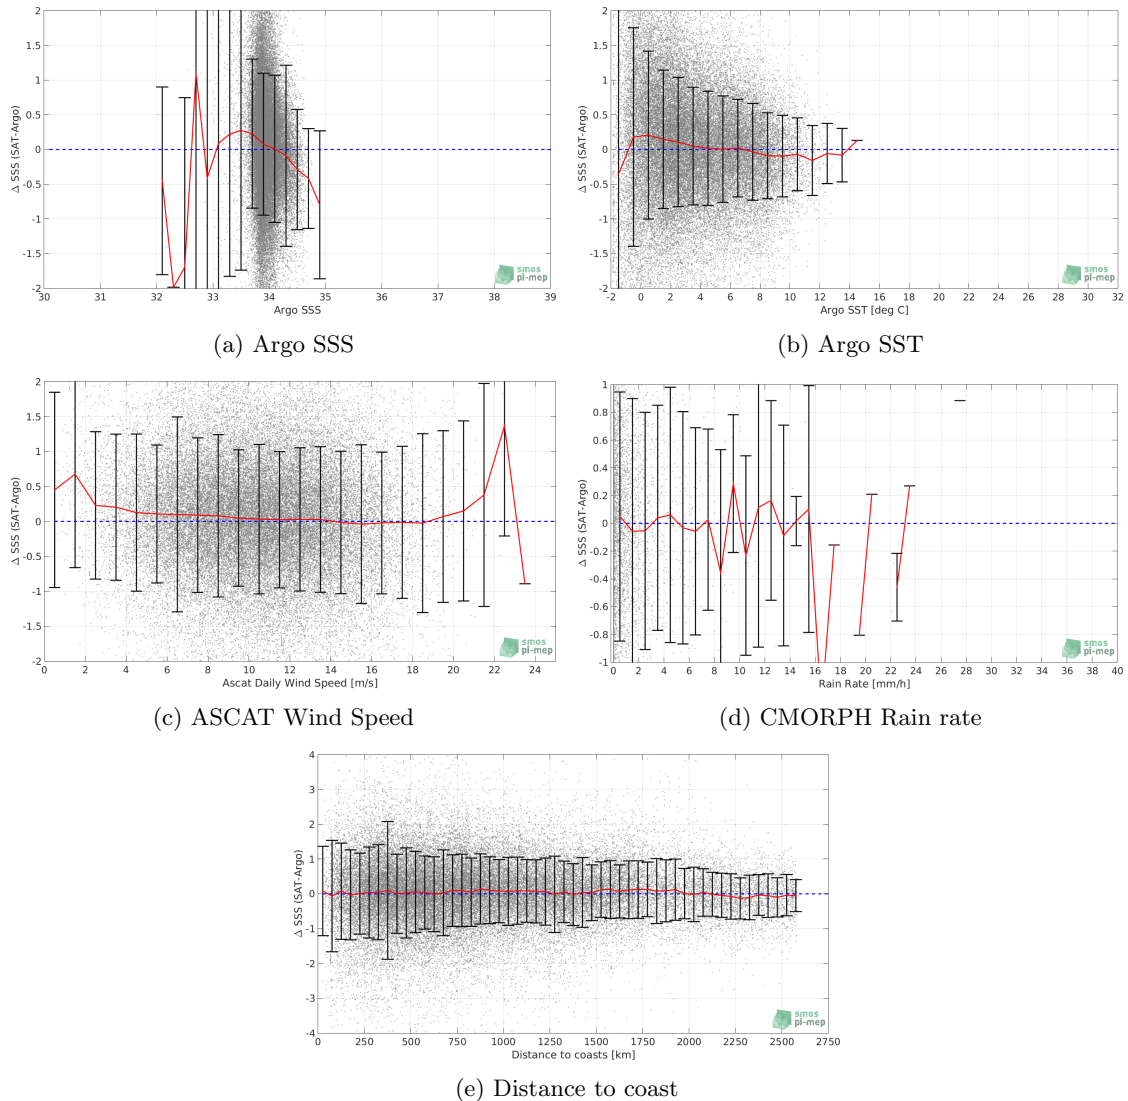 2
1.5
1
0.5
0
-0.5
-1
-1.5
-2
Δ SSS (SAT-Argo)
30 31 32 33 34 35 36 37 38 39
Argo SSS
smos
pi-mep
(a) Argo SSS
2
1.5
1
0.5
0
-0.5
-1
-1.5
-2
Δ SSS (SAT-Argo)
-2 0 2 4 6 8 10 12 14 16 18 20 22 24 26 28 30 32
Argo SST [deg C]
smos
pi-mep
(b) Argo SST
2
1.5
1
0.5
0
-0.5
-1
-1.5
-2
Δ SSS (SAT-Argo)
0 2 4 6 8 10 12 14 16 18 20 22 24
Ascat Daily Wind Speed [m/s]
smos
pi-mep
(c) ASCAT Wind Speed
1
0.8
0.6
0.4
0.2
0
-0.2
-0.4
-0.6
-0.8
-1
Δ SSS (SAT-Argo)
0 2 4 6 8 10 12 14 16 18 20 22 24 26 28 30 32 34 36 38 40
Rain Rate [mm/h]
smos
pi-mep
(d) CMORPH Rain rate
4
3
2
1
0
-1
-2
-3
-4
Δ SSS (SAT-Argo)
0 250 500 750 1000 1250 1500 1750 2000 2250 2500 2750
Distance to coasts [km]
smos
pi-mep
(e) Distance to coast